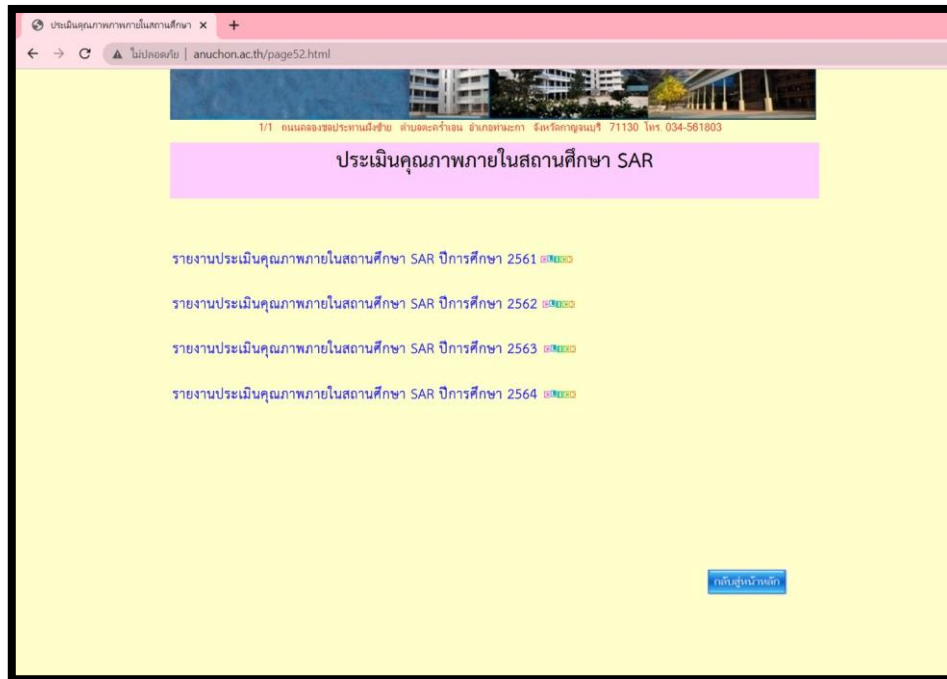 ประเมินคุณภาพภาพภายในสถานศึกษา
ไม่ปลอดภัย | anuchon.ac.th/page52.html
1/1 ถนนคลองชลประทานฝั่งซ้าย ตำบลตะคร้ำเอน อำเภอท่ามะกา จังหวัดกาญจนบุรี 71130 โทร. 034-561803
ประเมินคุณภาพภายในสถานศึกษา SAR
รายงานประเมินคุณภาพภายในสถานศึกษา SAR ปีการศึกษา 2561 CLICK
รายงานประเมินคุณภาพภายในสถานศึกษา SAR ปีการศึกษา 2562 CLICK
รายงานประเมินคุณภาพภายในสถานศึกษา SAR ปีการศึกษา 2563 CLICK
รายงานประเมินคุณภาพภายในสถานศึกษา SAR ปีการศึกษา 2564 CLICK
กลับสู่หน้าหลัก